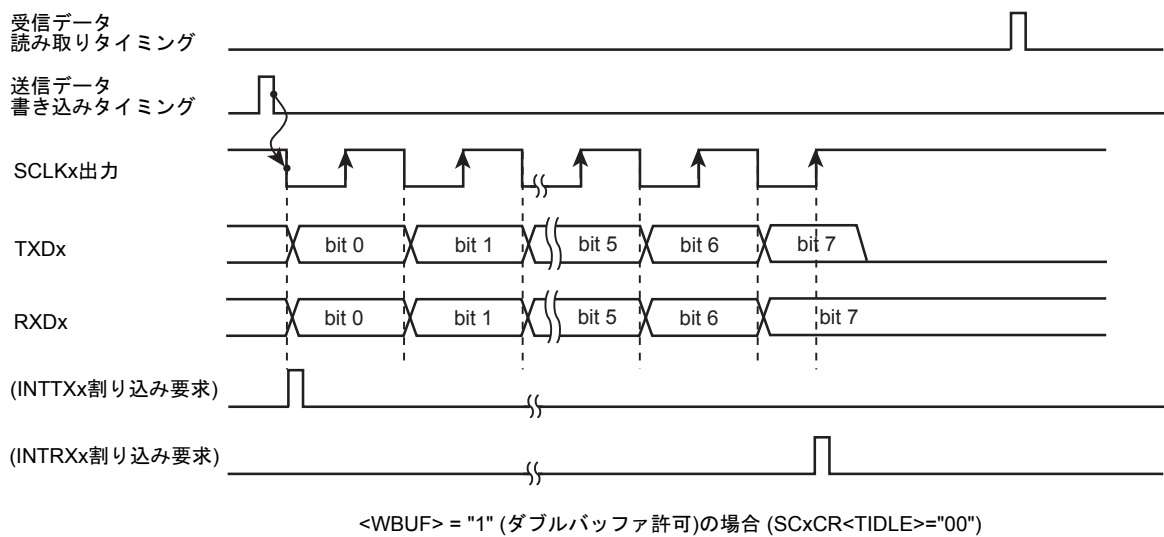 受信データ
読み取りタイミング
送信データ
書き込みタイミング
SCLKx出力
TXDx
bit 0
bit 1
bit 5
bit 6
bit 7
RXDx
bit 0
bit 1
bit 5
bit 6
bit 7
(INTTXx割り込み要求)
(INTRXx割り込み要求)
<WBUF> = "1" (ダブルバッファ許可)の場合 (SCxCR<TIDLE>="00")